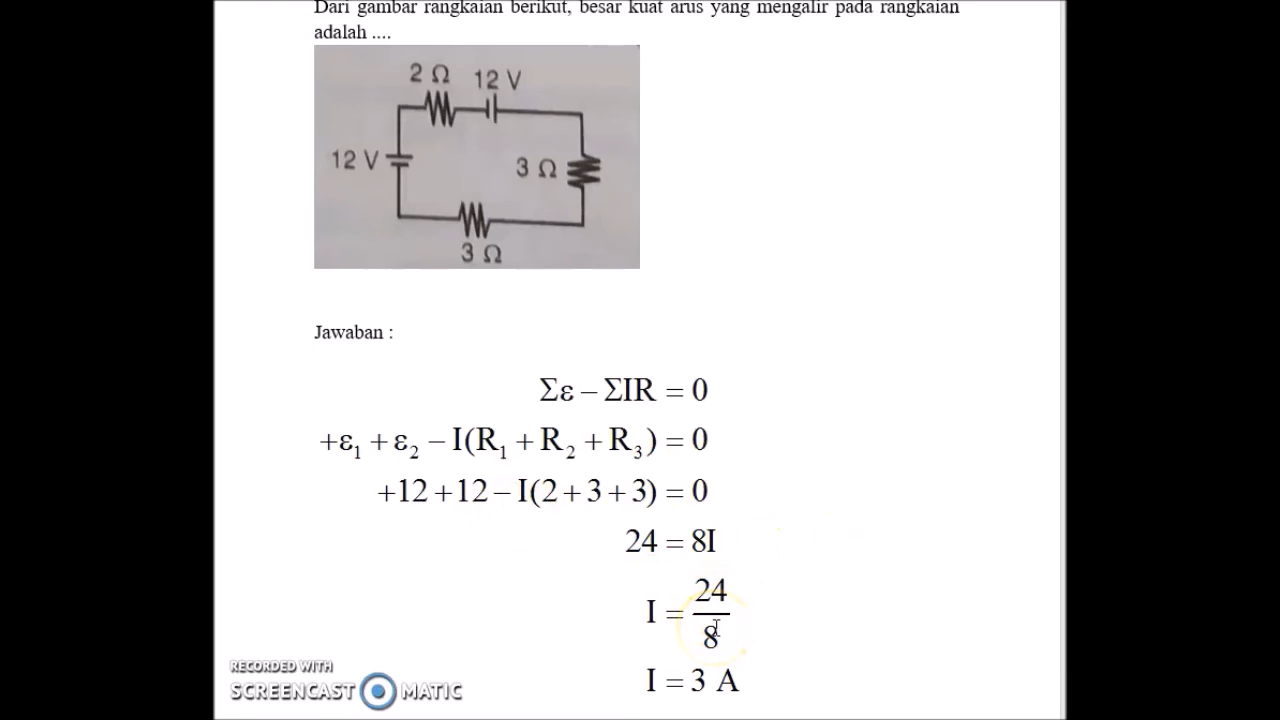 Dari gambar rangkaian berikut, besar kuat arus yang mengalir pada rangkaian
adalah ....
2 Ω 12 V
12 V
3 Ω
3 Ω
Jawaban :
Σε − ΣIR = 0
+ε₁ + ε₂ − I(R₁ + R₂ + R₃) = 0
+12 + 12 − I(2 + 3 + 3) = 0
24 = 8I
I = 24/8
I = 3 A
RECORDED WITH
SCREENCAST MATIC